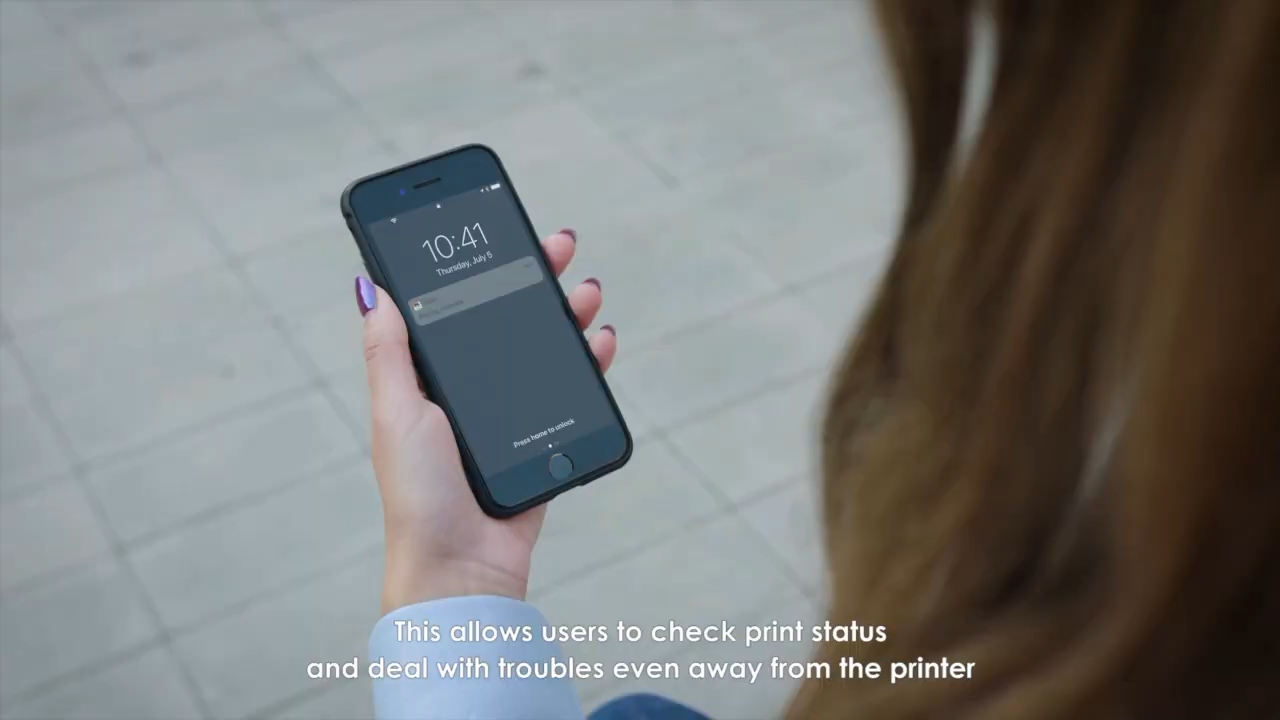 10:41
Thursday, July 5
Press home to unlock
This allows users to check print status
and deal with troubles even away from the printer